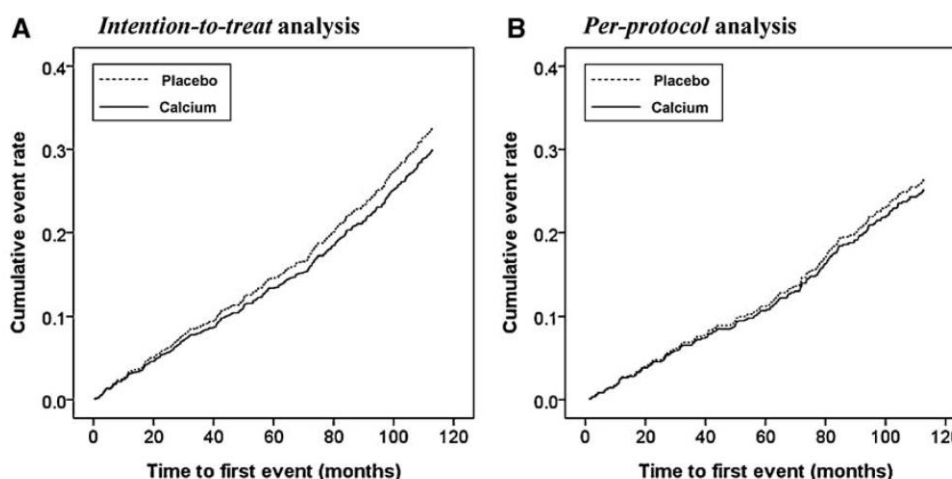 A Intention-to-treat analysis
Placebo
Calcium
Cumulative event rate
0.4
0.3
0.2
0.1
0.0
0 20 40 60 80 100 120
Time to first event (months)
B Per-protocol analysis
Placebo
Calcium
Cumulative event rate
0.4
0.3
0.2
0.1
0.0
0 20 40 60 80 100 120
Time to first event (months)